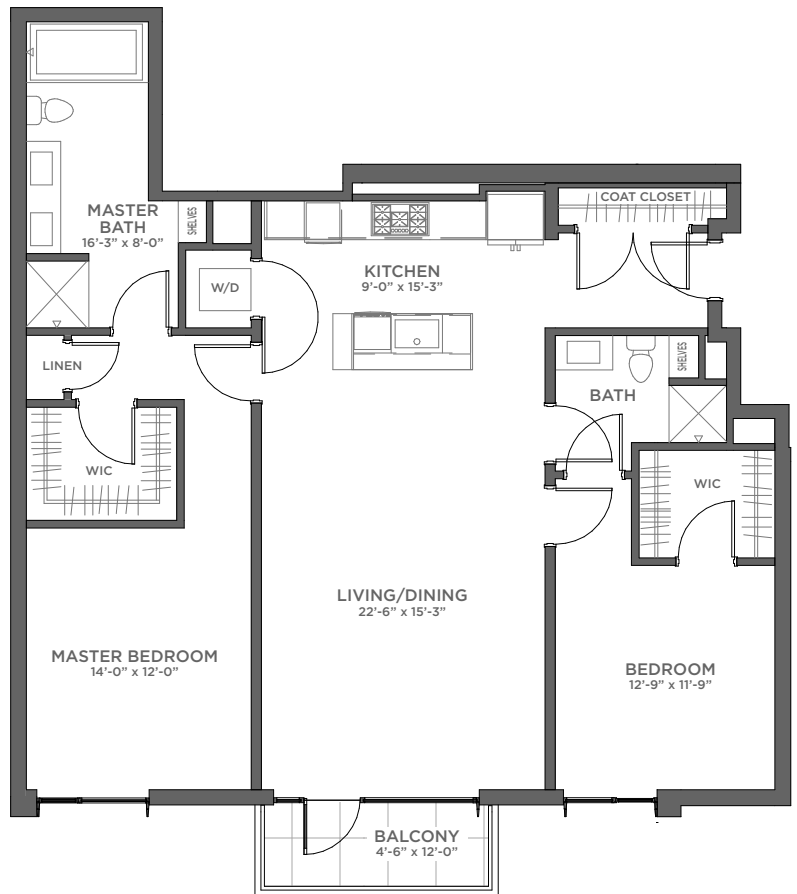 COAT CLOSET
MASTER
BATH
16’-3” x 8’-0”
SHELVES
W/D
KITCHEN
9’-0” x 15’-3”
LINEN
SHELVES
BATH
WIC
WIC
LIVING/DINING
22’-6” x 15’-3”
MASTER BEDROOM
14’-0” x 12’-0”
BEDROOM
12’-9” x 11’-9”
BALCONY
4’-6” x 12’-0”